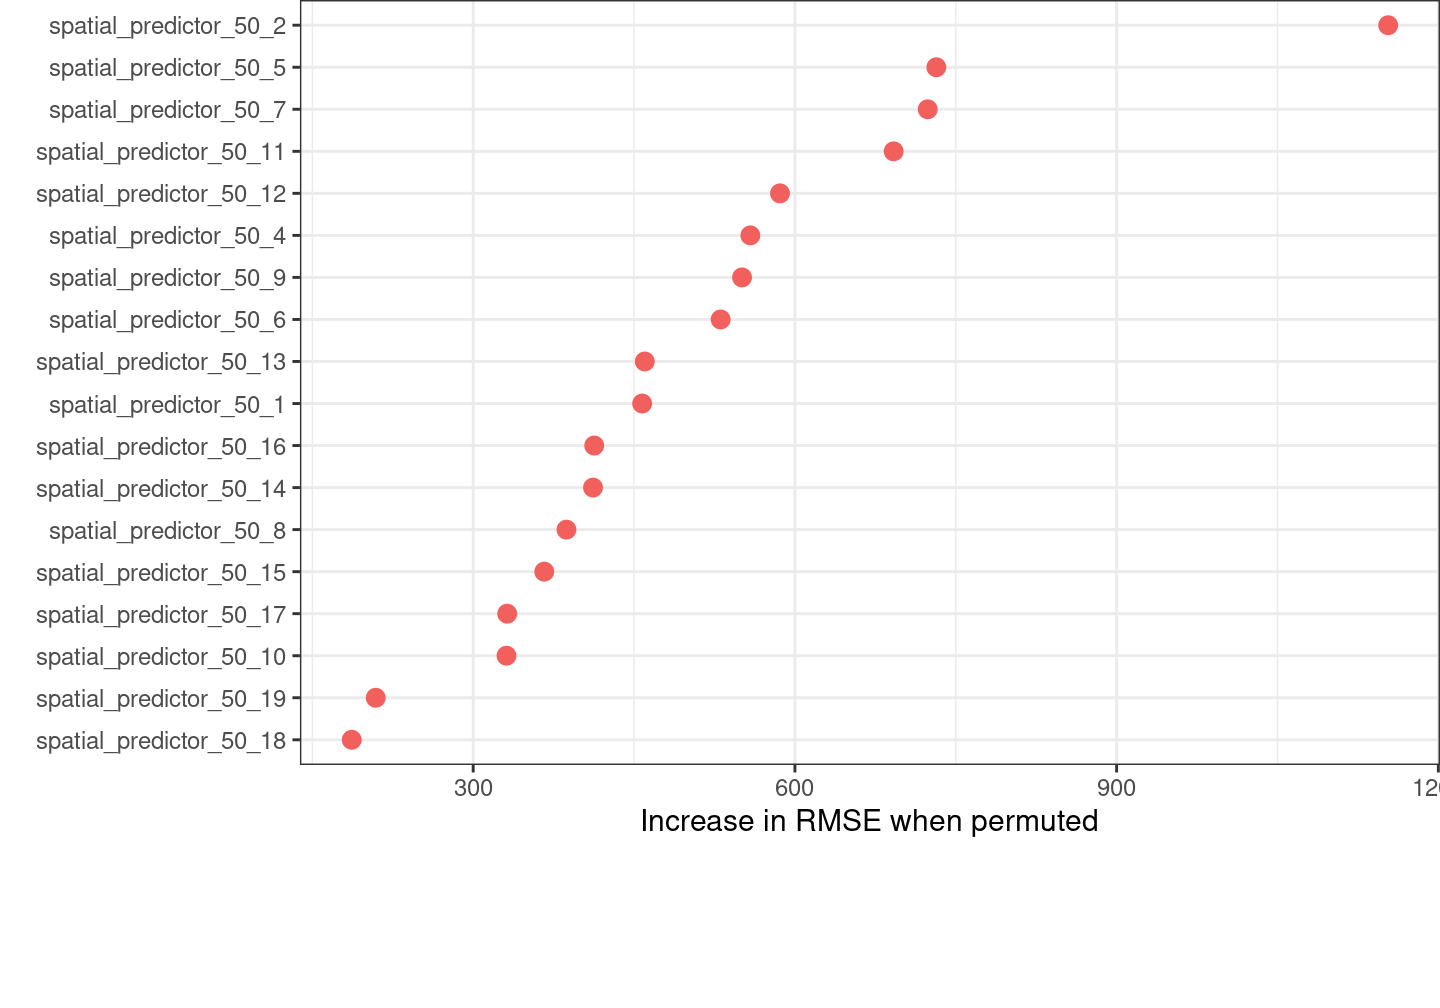 spatial_predictor_50_2
spatial_predictor_50_5
spatial_predictor_50_7
spatial_predictor_50_11
spatial_predictor_50_12
spatial_predictor_50_4
spatial_predictor_50_9
spatial_predictor_50_6
spatial_predictor_50_13
spatial_predictor_50_1
spatial_predictor_50_16
spatial_predictor_50_14
spatial_predictor_50_8
spatial_predictor_50_15
spatial_predictor_50_17
spatial_predictor_50_10
spatial_predictor_50_19
spatial_predictor_50_18
300 600 900
Increase in RMSE when permuted